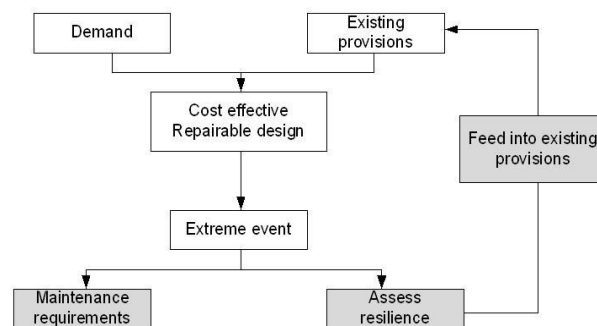 Demand
Existing
provisions
Cost effective
Repairable design
Feed into existing
provisions
Extreme event
Maintenance
requirements
Assess
resilience